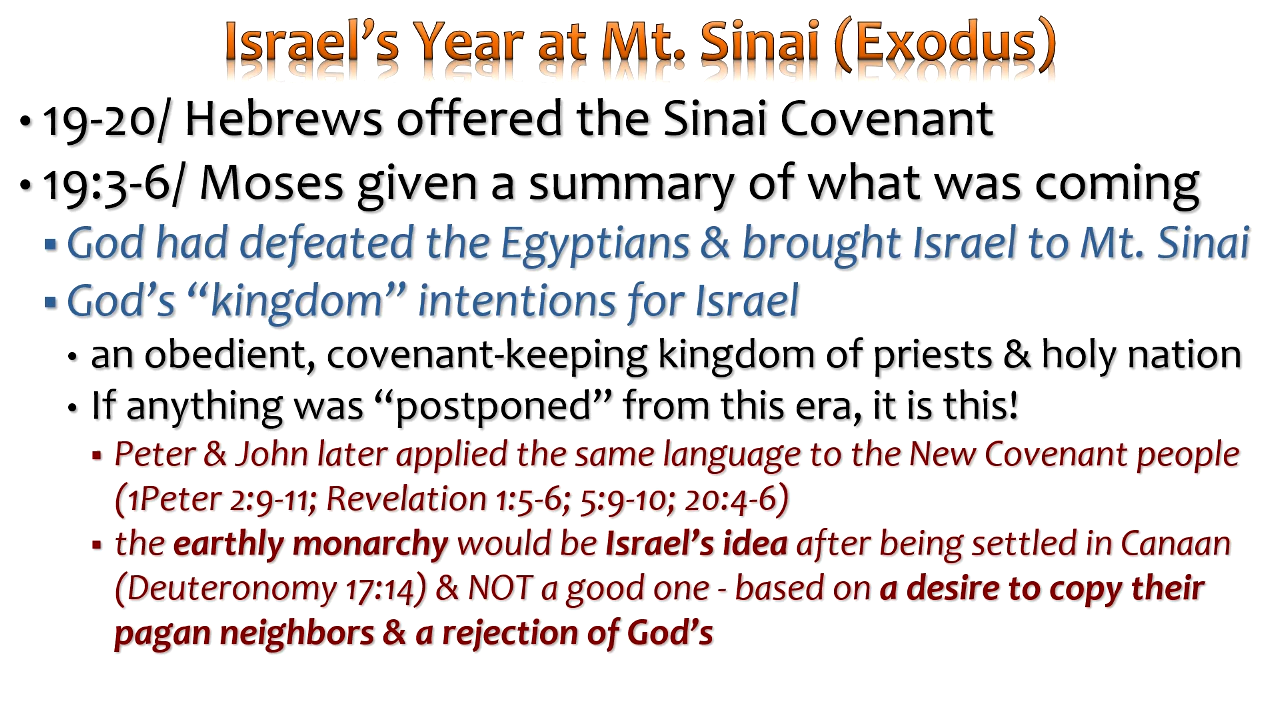 Israel’s Year at Mt. Sinai (Exodus)
• 19-20/ Hebrews offered the Sinai Covenant
• 19:3-6/ Moses given a summary of what was coming
▪ God had defeated the Egyptians & brought Israel to Mt. Sinai
▪ God’s “kingdom” intentions for Israel
• an obedient, covenant-keeping kingdom of priests & holy nation
• If anything was “postponed” from this era, it is this!
▪ Peter & John later applied the same language to the New Covenant people
(1Peter 2:9-11; Revelation 1:5-6; 5:9-10; 20:4-6)
▪ the earthly monarchy would be Israel’s idea after being settled in Canaan
(Deuteronomy 17:14) & NOT a good one - based on a desire to copy their
pagan neighbors & a rejection of God’s